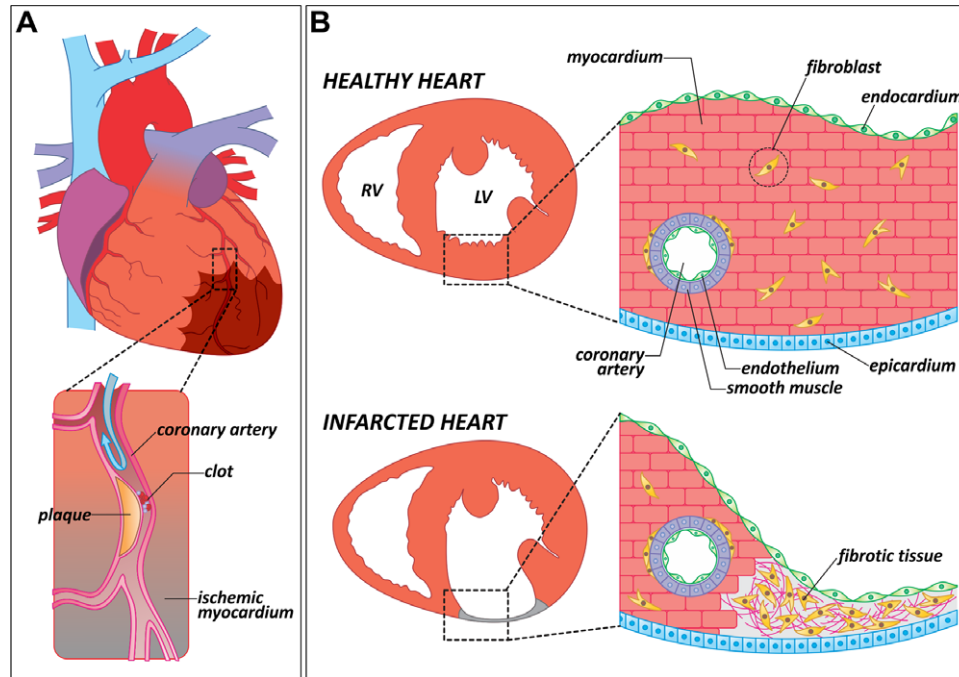 A
coronary artery
clot
plaque
ischemic
myocardium
B
HEALTHY HEART
RV
LV
myocardium
fibroblast
endocardium
coronary
artery
endothelium
smooth muscle
epicardium
INFARCTED HEART
fibrotic tissue